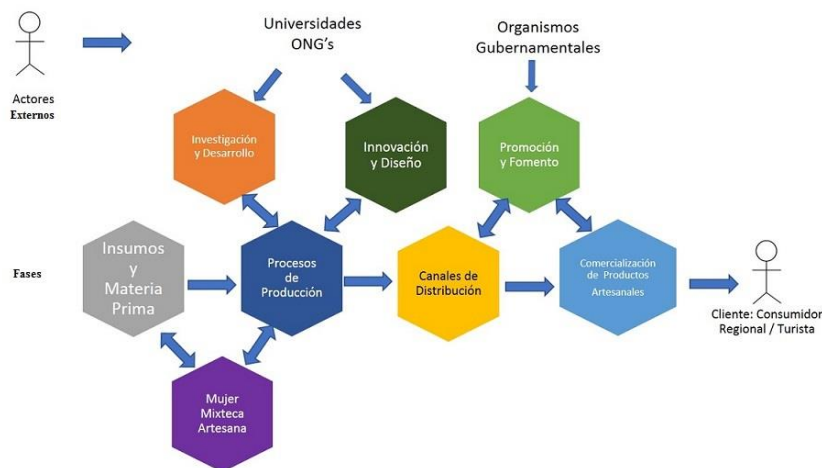 Universidades
ONG's
Organismos
Gubernamentales
Actores
Externos
Investigación
y Desarrollo
Innovación
y Diseño
Promoción
y Fomento
Fases
Insumos
y
Materia
Prima
Procesos
de
Producción
Canales de
Distribución
Comercialización
de Productos
Artesanales
Cliente: Consumidor
Regional / Turista
Mujer
Mixteca
Artesana